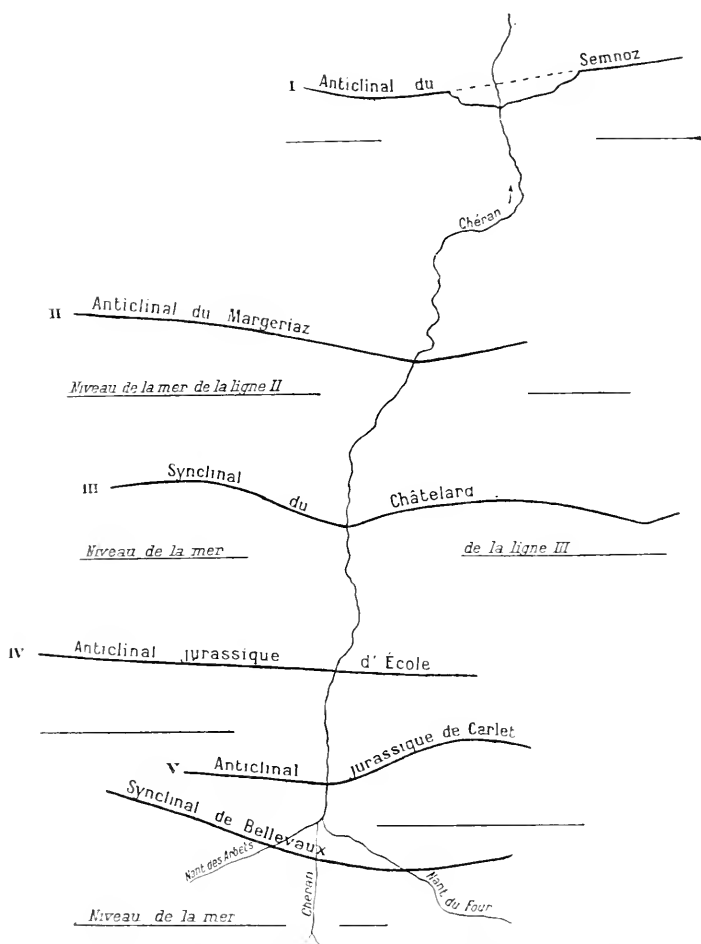 I Anticlinal du Semnoz
Chéran
II Anticlinal du Margeriaz
Niveau de la mer de la ligne II
III Synclinal du Châtelard
Niveau de la mer de la ligne III
IV Anticlinal jurassique d'École
V Anticlinal jurassique de Carlet
Synclinal de Bellevaux
Nant des Arbets
Chéran
Nant du Four
Niveau de la mer